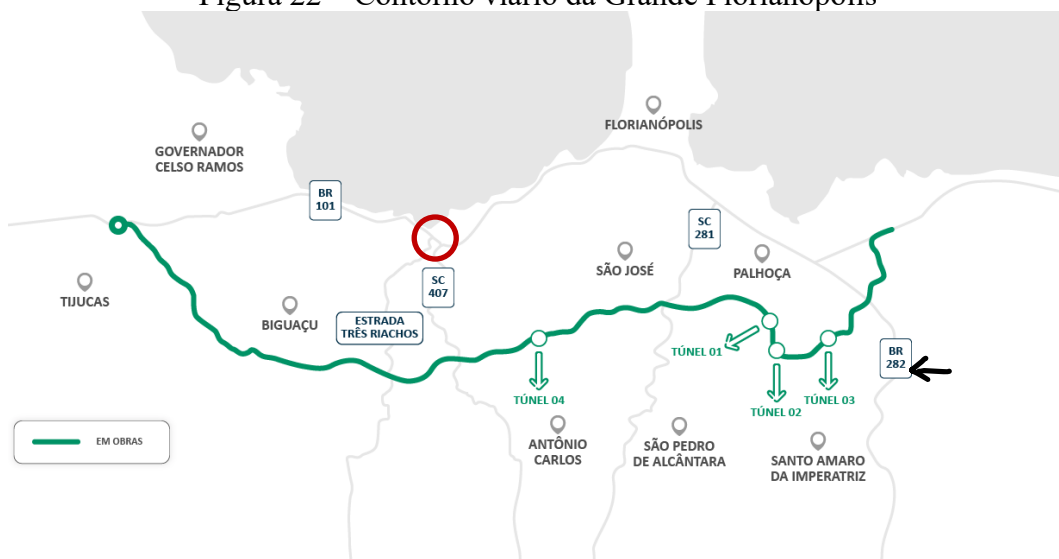 Figura 22 – Contorno viário da Grande Florianópolis
GOVERNADOR
CELSO RAMOS
FLORIANÓPOLIS
BR
101
SC
281
TIJUCAS
BIGUAÇU
SC
407
SÃO JOSÉ
PALHOÇA
ESTRADA
TRÊS RIACHOS
TÚNEL 01
BR
282
TÚNEL 04
TÚNEL 02
TÚNEL 03
EM OBRAS
ANTÔNIO
CARLOS
SÃO PEDRO
DE ALCÂNTARA
SANTO AMARO
DA IMPERATRIZ